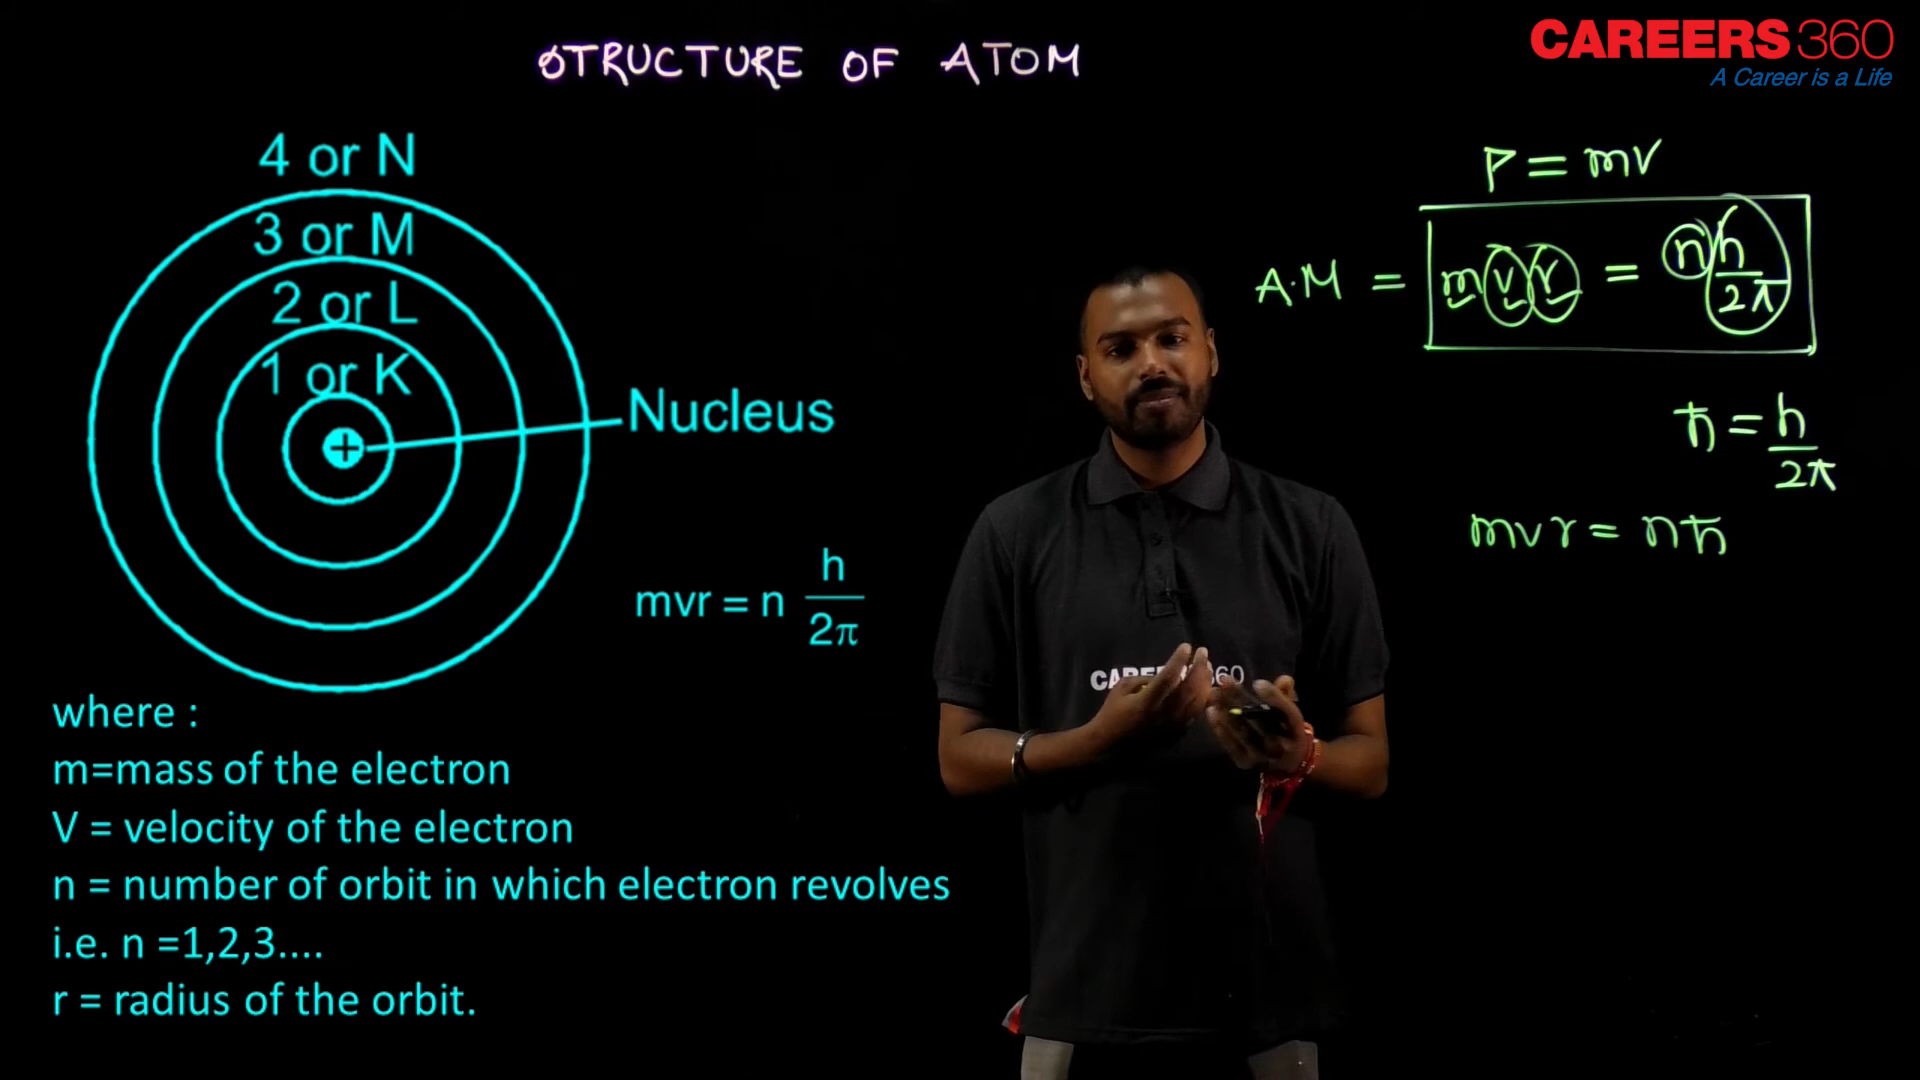 STRUCTURE OF ATOM
CAREERS360
A Career is a Life
4 or N
3 or M
2 or L
1 or K
Nucleus
mvr = n h/2π
where :
m=mass of the electron
V = velocity of the electron
n = number of orbit in which electron revolves
i.e. n =1,2,3....
r = radius of the orbit.
P = mv
A.M = mvr = nh/2π
ħ = h/2π
mvr = nħ